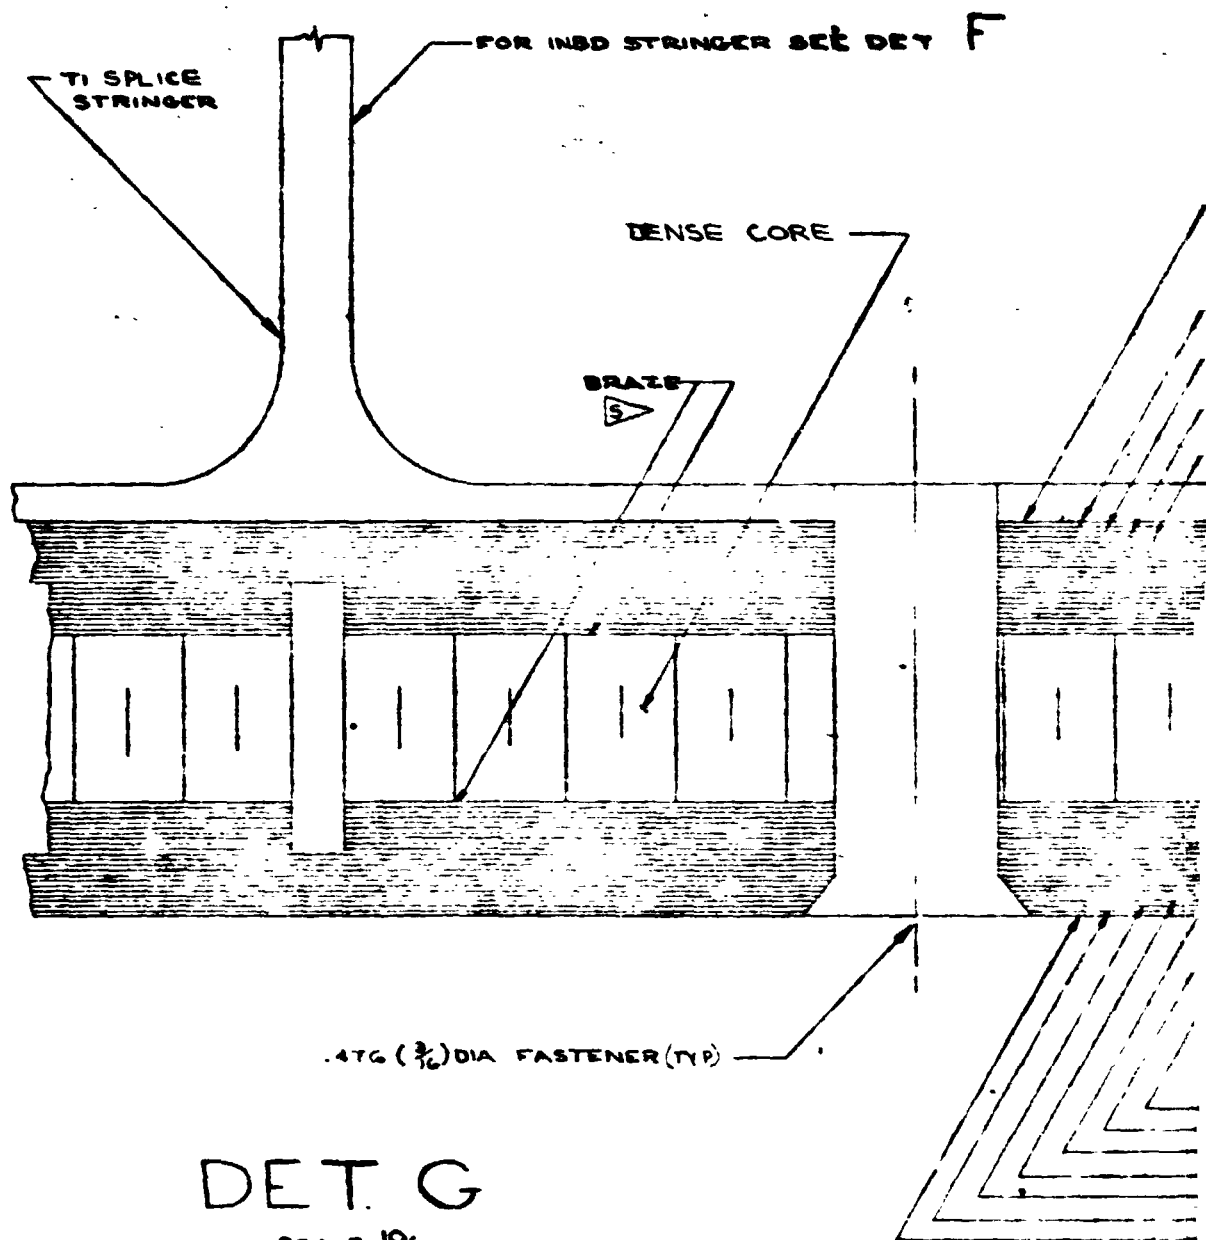 FOR INBD STRINGER SEE DET F
TI SPLICE
STRINGER
DENSE CORE
BRAZE
5
.476 (3/16) DIA FASTENER (TYP)
DET. G